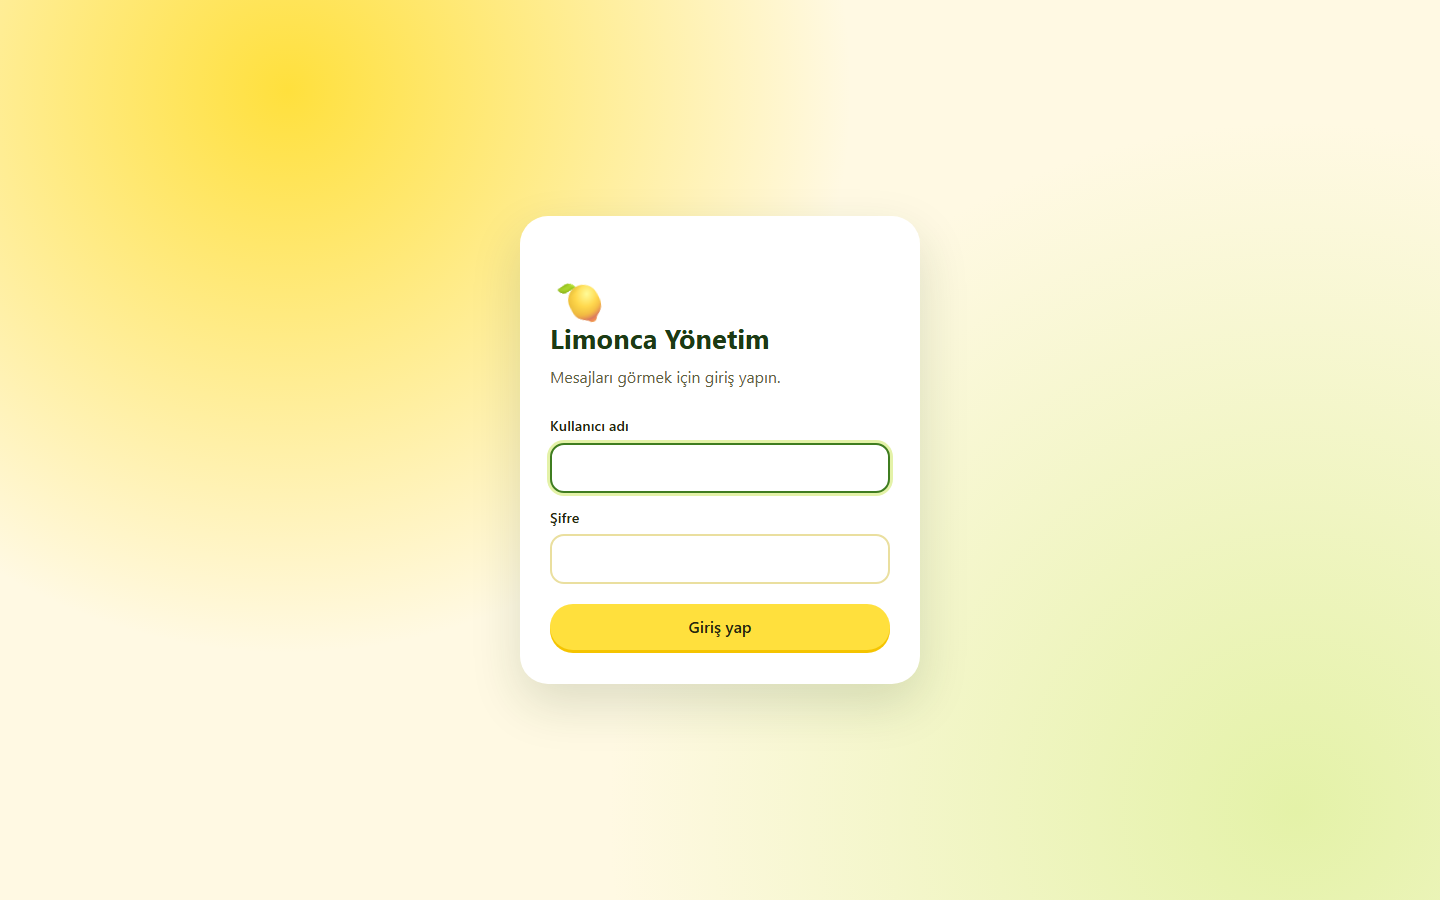 Limonca Yönetim
Mesajları görmek için giriş yapın.
Kullanıcı adı
Şifre
Giriş yap